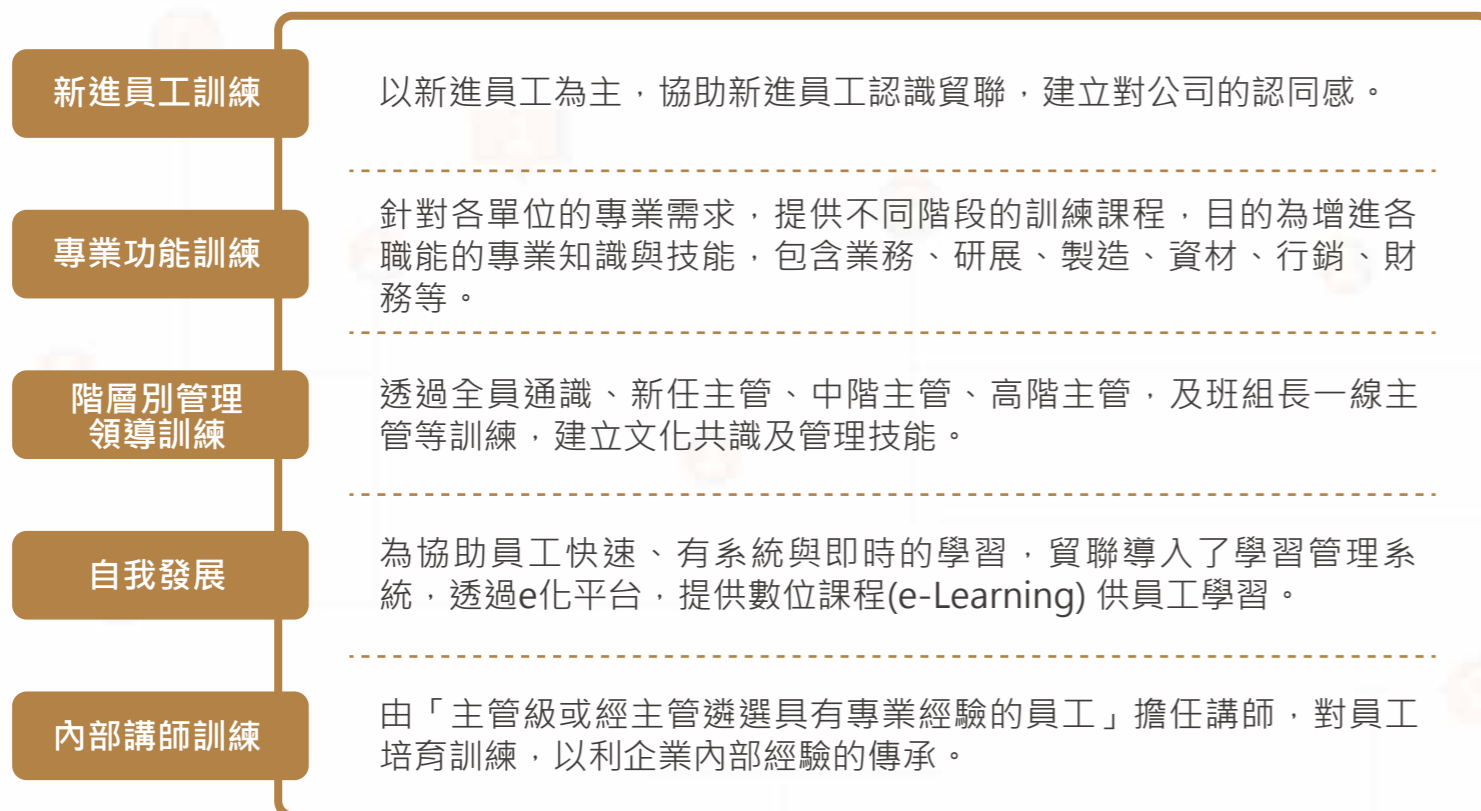 新進員工訓練
以新進員工為主，協助新進員工認識貿聯，建立對公司的認同感。
專業功能訓練
針對各單位的專業需求，提供不同階段的訓練課程，目的為增進各
職能的專業知識與技能，包含業務、研展、製造、資材、行銷、財
務等。
階層別管理
領導訓練
透過全員通識、新任主管、中階主管、高階主管，及班組長一線主
管等訓練，建立文化共識及管理技能。
自我發展
為協助員工快速、有系統與即時的學習，貿聯導入了學習管理系
統，透過e化平台，提供數位課程(e-Learning) 供員工學習。
內部講師訓練
由「主管級或經主管遴選具有專業經驗的員工」擔任講師，對員工
培育訓練，以利企業內部經驗的傳承。